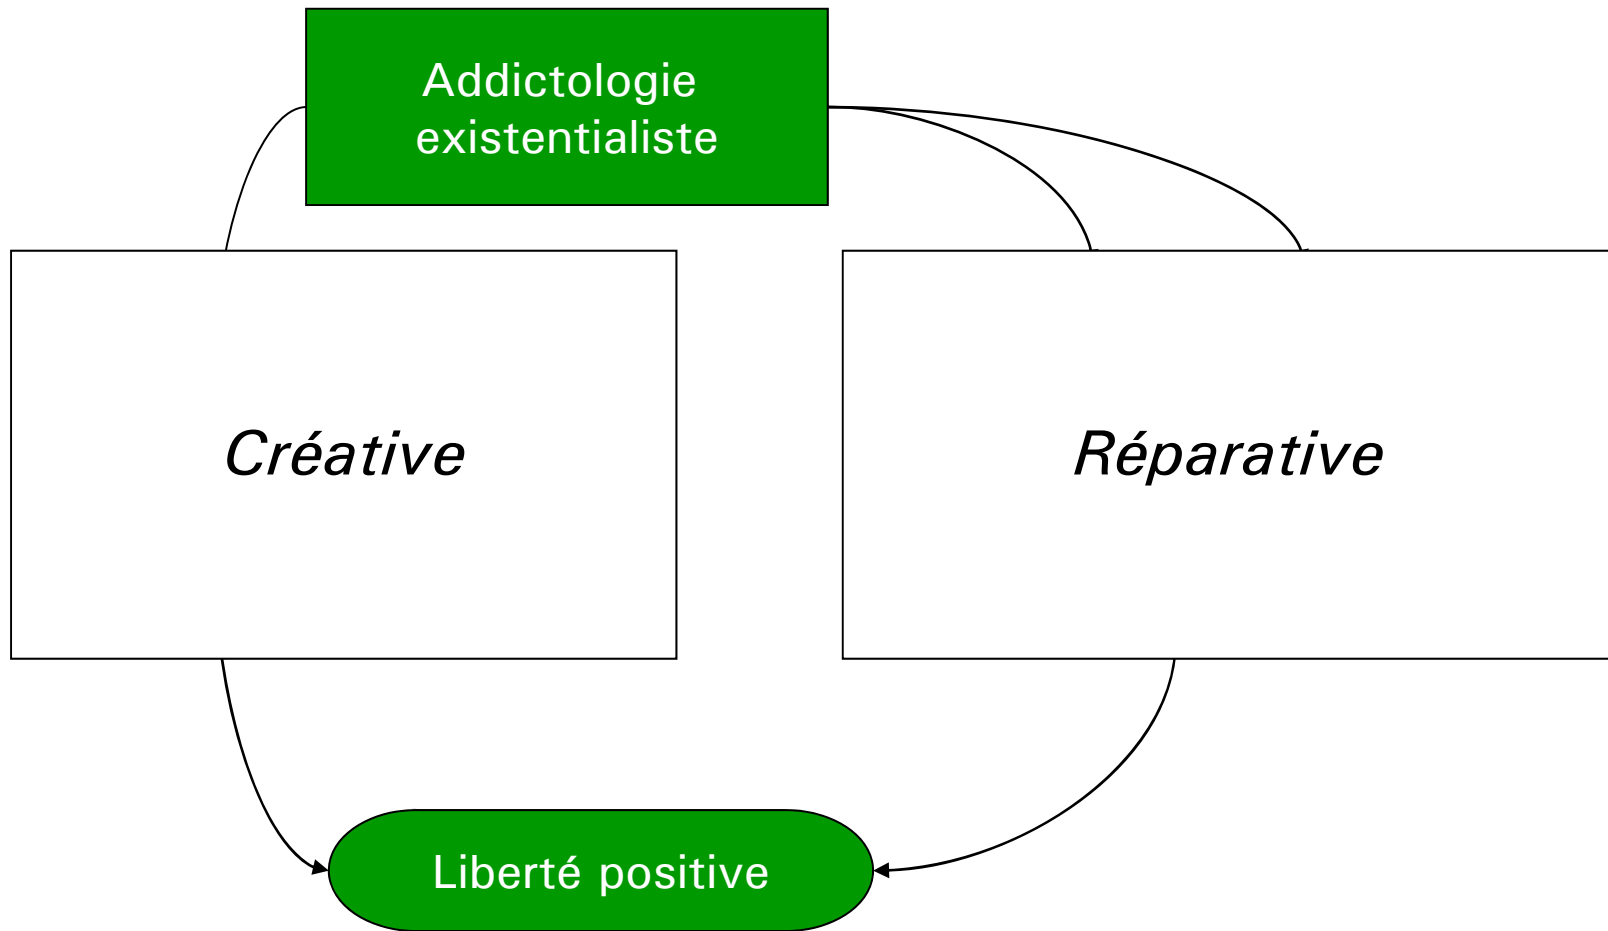 Addictologie
existentialiste
Créative
Réparative
Liberté positive